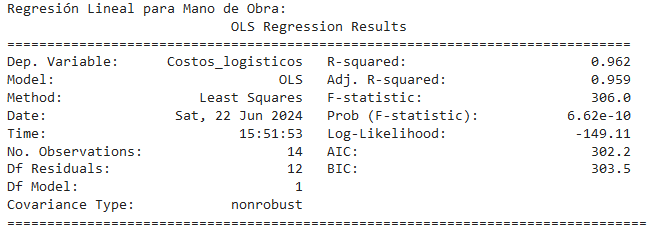 Regresión Lineal para Mano de Obra:
OLS Regression Results
==============================================================================
Dep. Variable: Costos_logisticos R-squared: 0.962
Model: OLS Adj. R-squared: 0.959
Method: Least Squares F-statistic: 306.0
Date: Sat, 22 Jun 2024 Prob (F-statistic): 6.62e-10
Time: 15:51:53 Log-Likelihood: -149.11
No. Observations: 14 AIC: 302.2
Df Residuals: 12 BIC: 303.5
Df Model: 1
Covariance Type: nonrobust
================================================================================